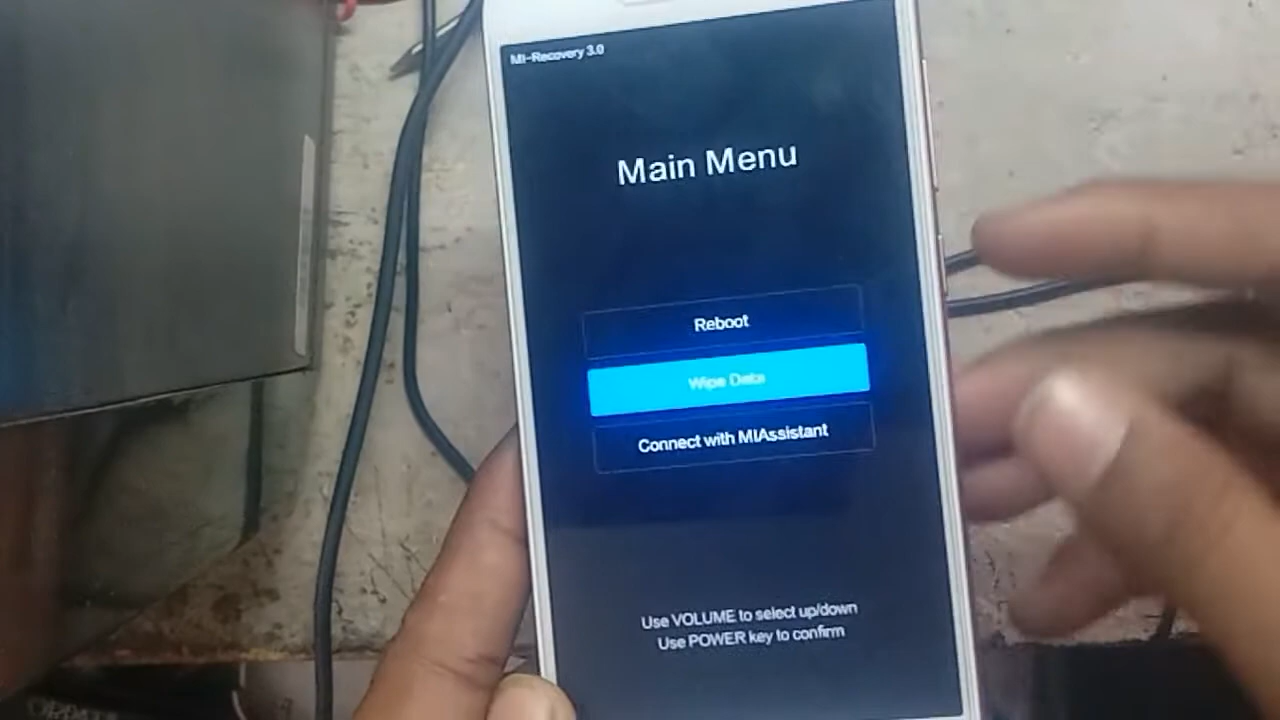 MI-Recovery 3.0
Main Menu
Reboot
Wipe Data
Connect with MIAssistant
Use VOLUME to select up/down
Use POWER key to confirm